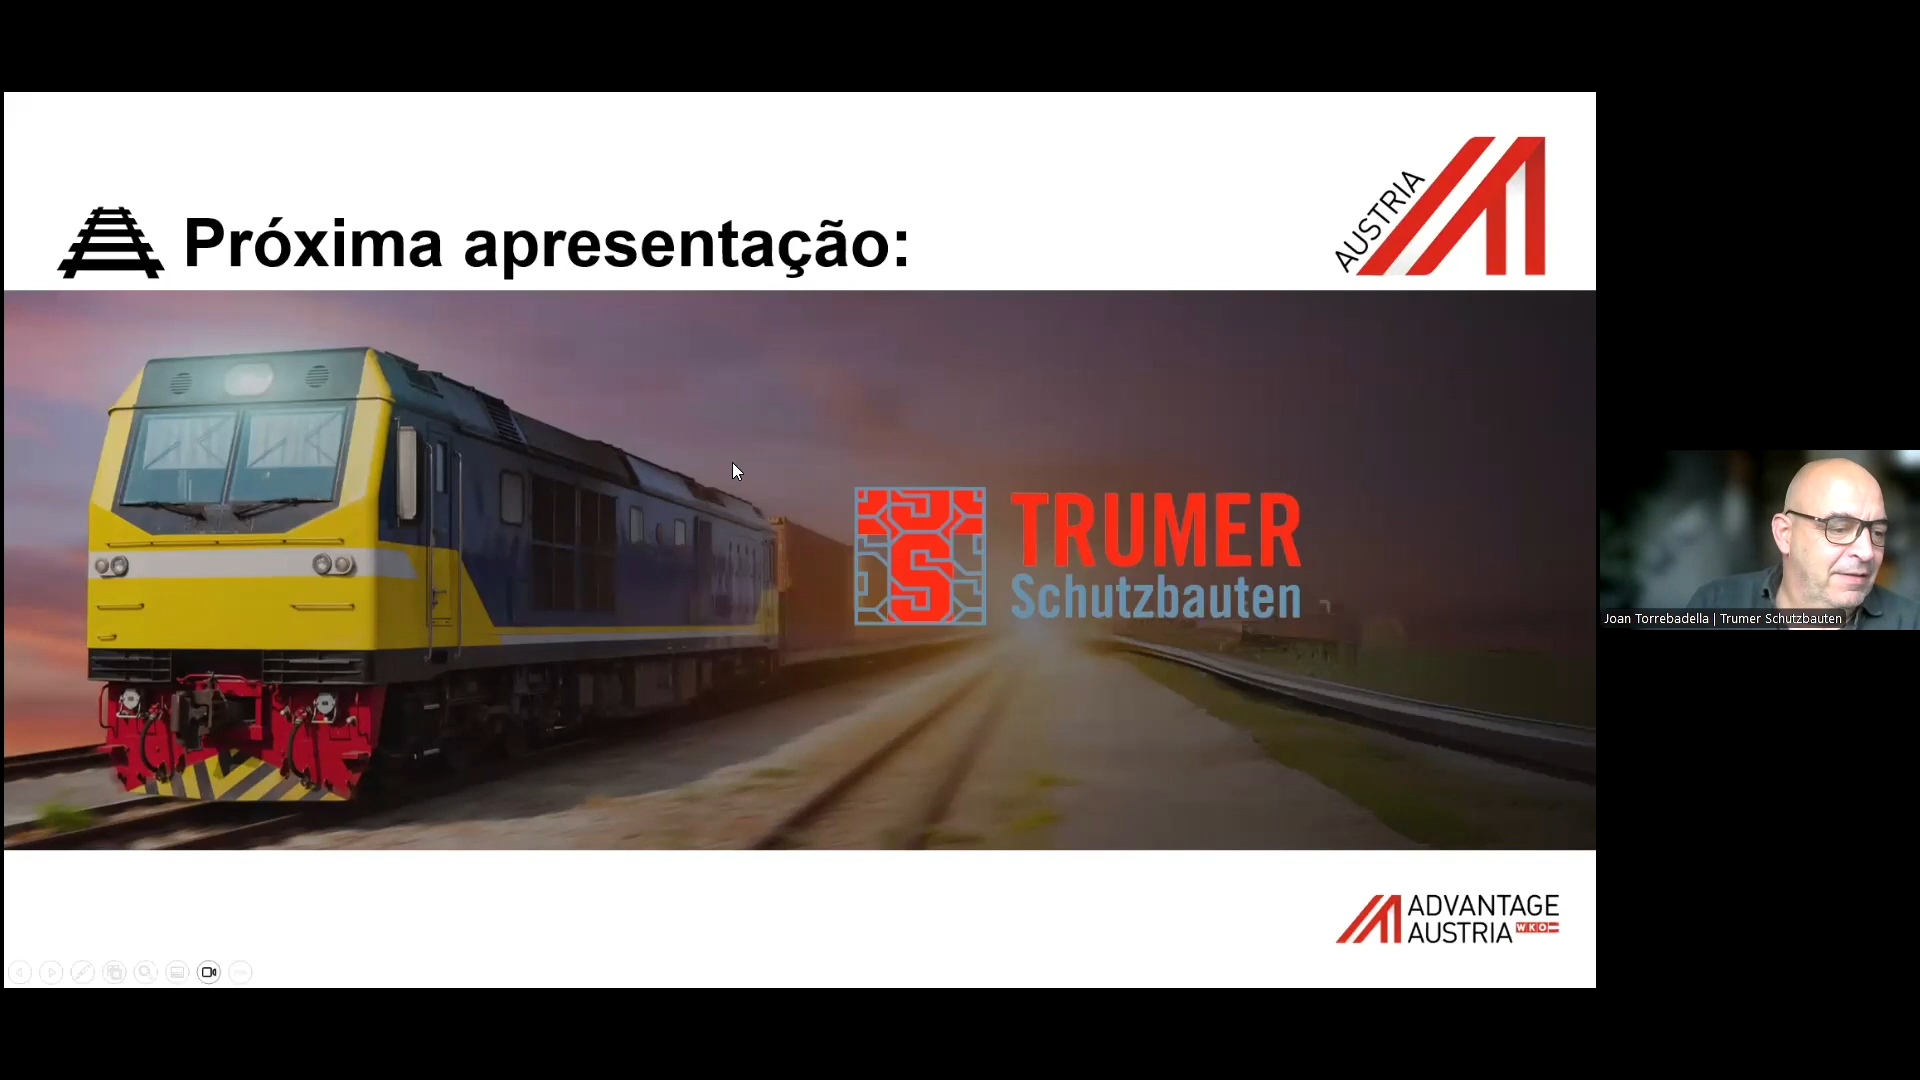 AUSTRIA
Próxima apresentação:
S
TRUMER
Schutzbauten
Joan Torrebadella | Trumer Schutzbauten
ADVANTAGE
AUSTRIA WKO